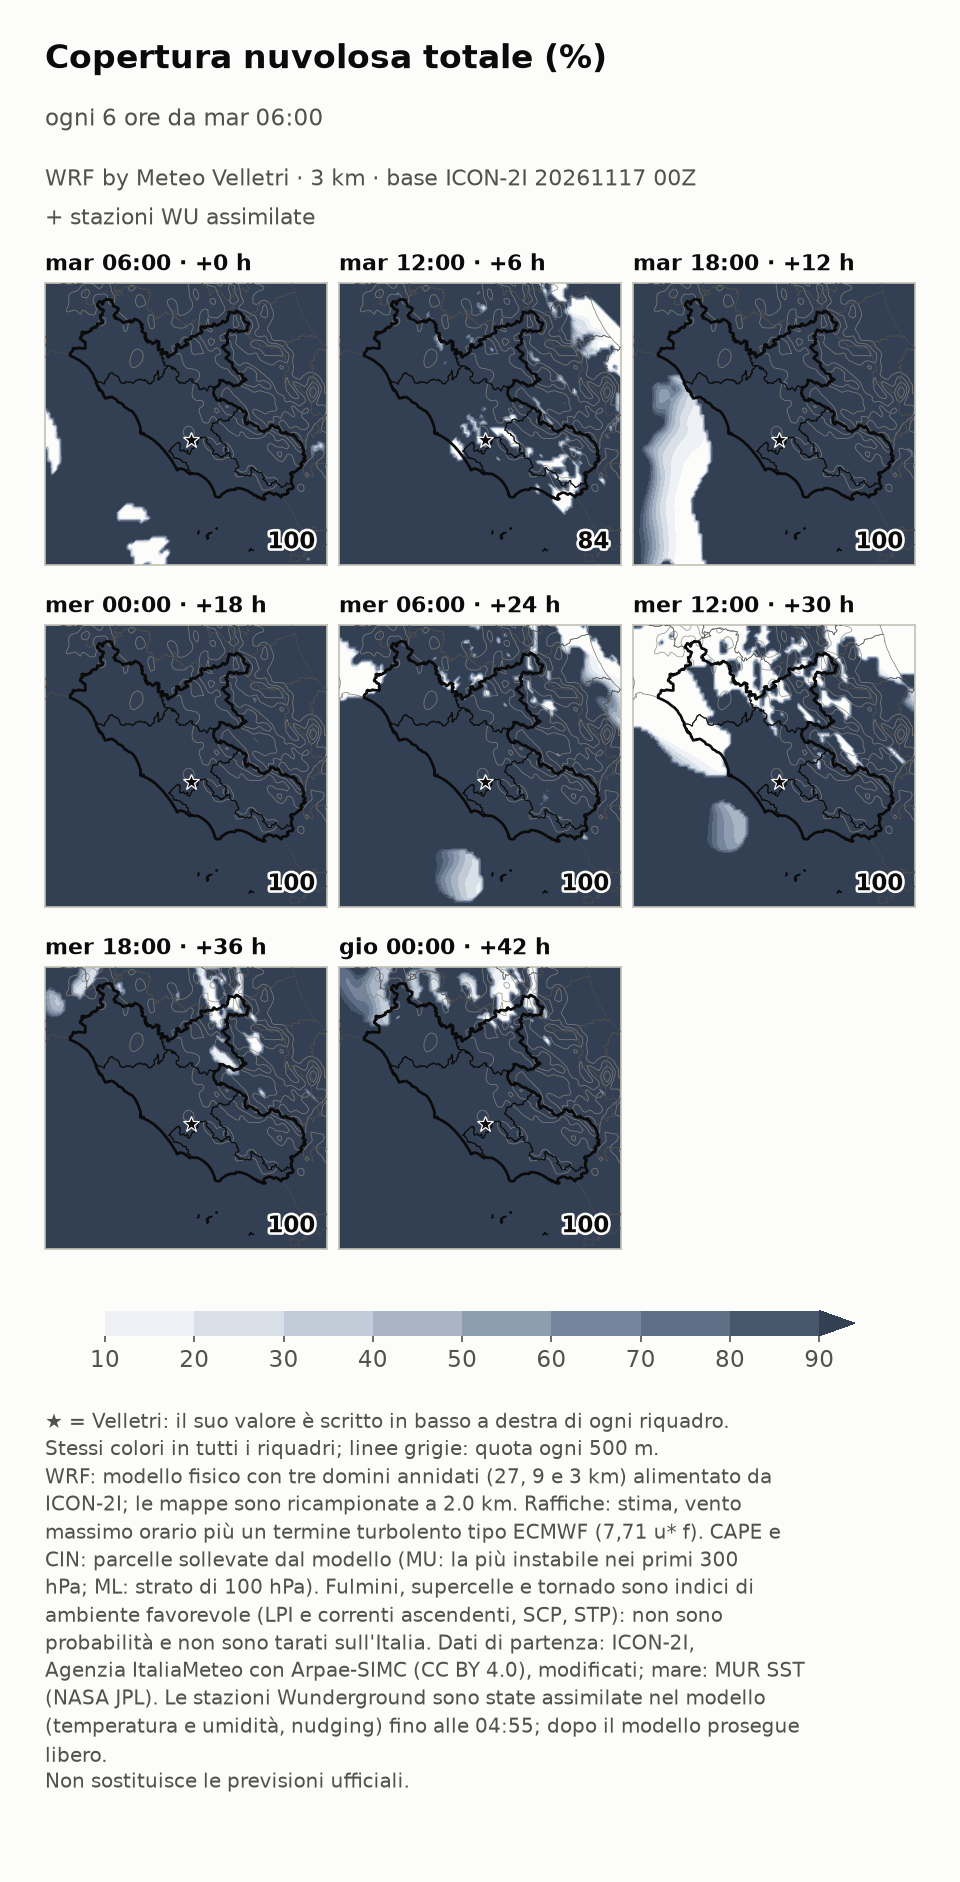 Copertura nuvolosa totale (%)
ogni 6 ore da mar 06:00
WRF by Meteo Velletri · 3 km · base ICON-2I 20261117 00Z
+ stazioni WU assimilate
mar 06:00 · +0 h
mar 12:00 · +6 h
mar 18:00 · +12 h
100
84
100
mer 00:00 · +18 h
mer 06:00 · +24 h
mer 12:00 · +30 h
100
100
100
mer 18:00 · +36 h
gio 00:00 · +42 h
100
100
10 20 30 40 50 60 70 80 90
★ = Velletri: il suo valore è scritto in basso a destra di ogni riquadro.
Stessi colori in tutti i riquadri; linee grigie: quota ogni 500 m.
WRF: modello fisico con tre domini annidati (27, 9 e 3 km) alimentato da
ICON-2I; le mappe sono ricampionate a 2.0 km. Raffiche: stima, vento
massimo orario più un termine turbolento tipo ECMWF (7,71 u* f). CAPE e
CIN: parcelle sollevate dal modello (MU: la più instabile nei primi 300
hPa; ML: strato di 100 hPa). Fulmini, supercelle e tornado sono indici di
ambiente favorevole (LPI e correnti ascendenti, SCP, STP): non sono
probabilità e non sono tarati sull'Italia. Dati di partenza: ICON-2I,
Agenzia ItaliaMeteo con Arpae-SIMC (CC BY 4.0), modificati; mare: MUR SST
(NASA JPL). Le stazioni Wunderground sono state assimilate nel modello
(temperatura e umidità, nudging) fino alle 04:55; dopo il modello prosegue
libero.
Non sostituisce le previsioni ufficiali.